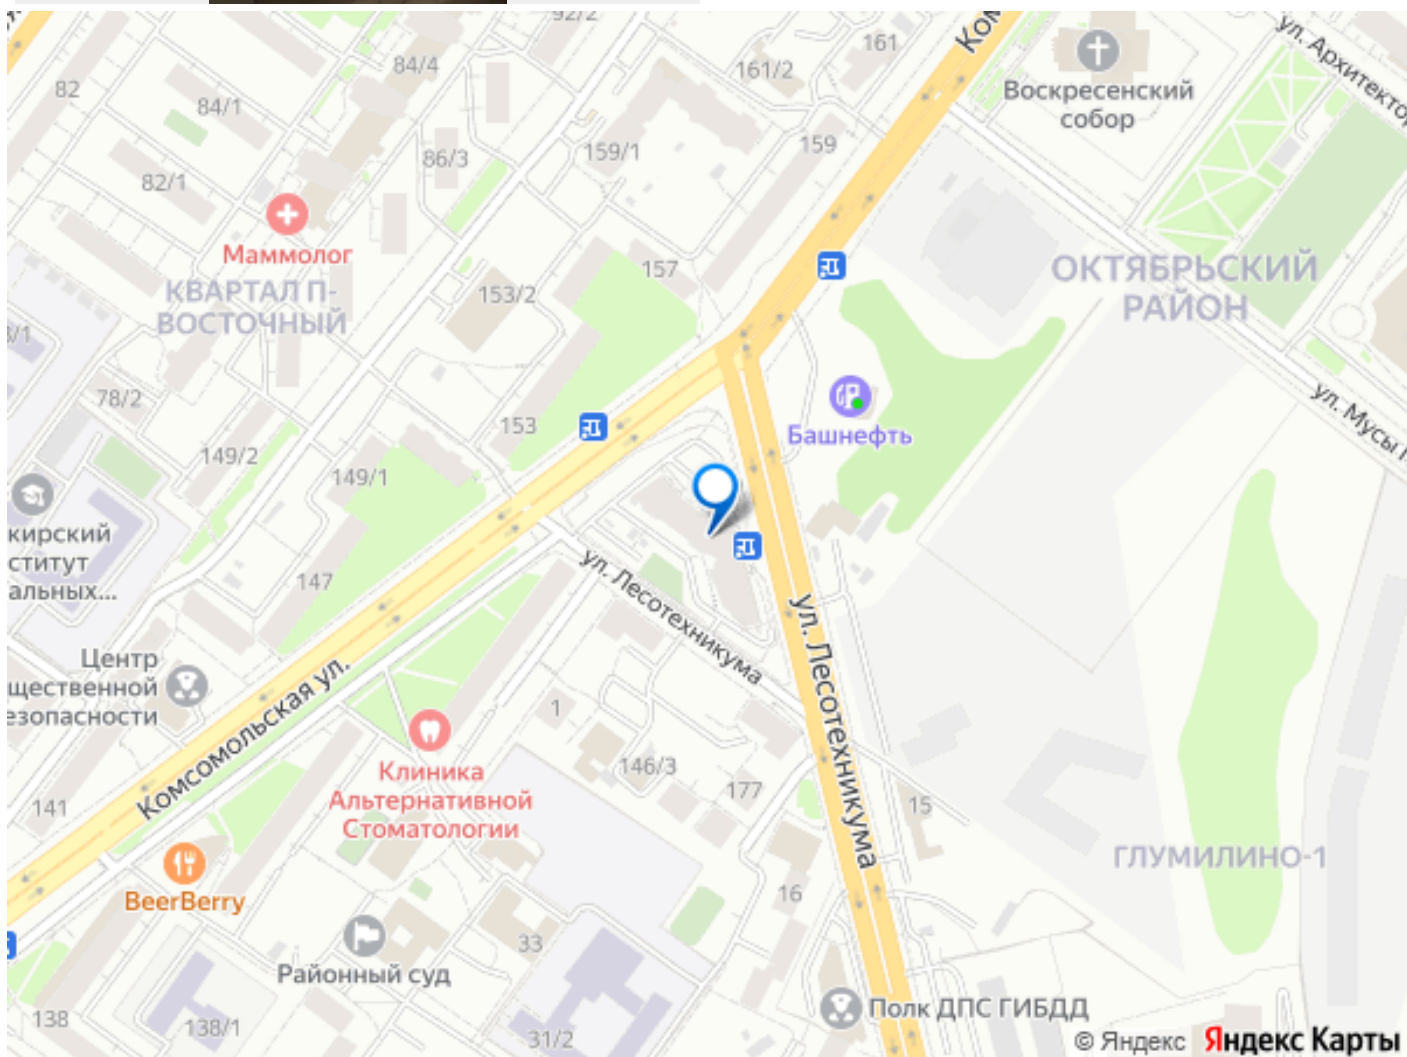 92/2
161
Ком
ул. Архитекторо
84/4
161/2
82
84/1
Воскресенский
собор
159/1
159
86/3
82/1
Маммолог
157
КВАРТАЛ П-
ВОСТОЧНЫЙ
153/2
ОКТЯБРЬСКИЙ
РАЙОН
3/1
78/2
153
Башнефть
ул. Мусы Г
149/2
149/1
кирский
ститут
альных...
147
ул. Лесотехникума
ул. Лесотехникума
Центр
щественной
езопасности
Комсомольская ул.
1
Клиника
Альтернативной
Стоматологии
146/3
177
141
15
ГЛУМИЛИНО-1
BeerBerry
16
33
Районный суд
Полк ДПС ГИБДД
138
138/1
31/2
© Яндекс Яндекс Карты